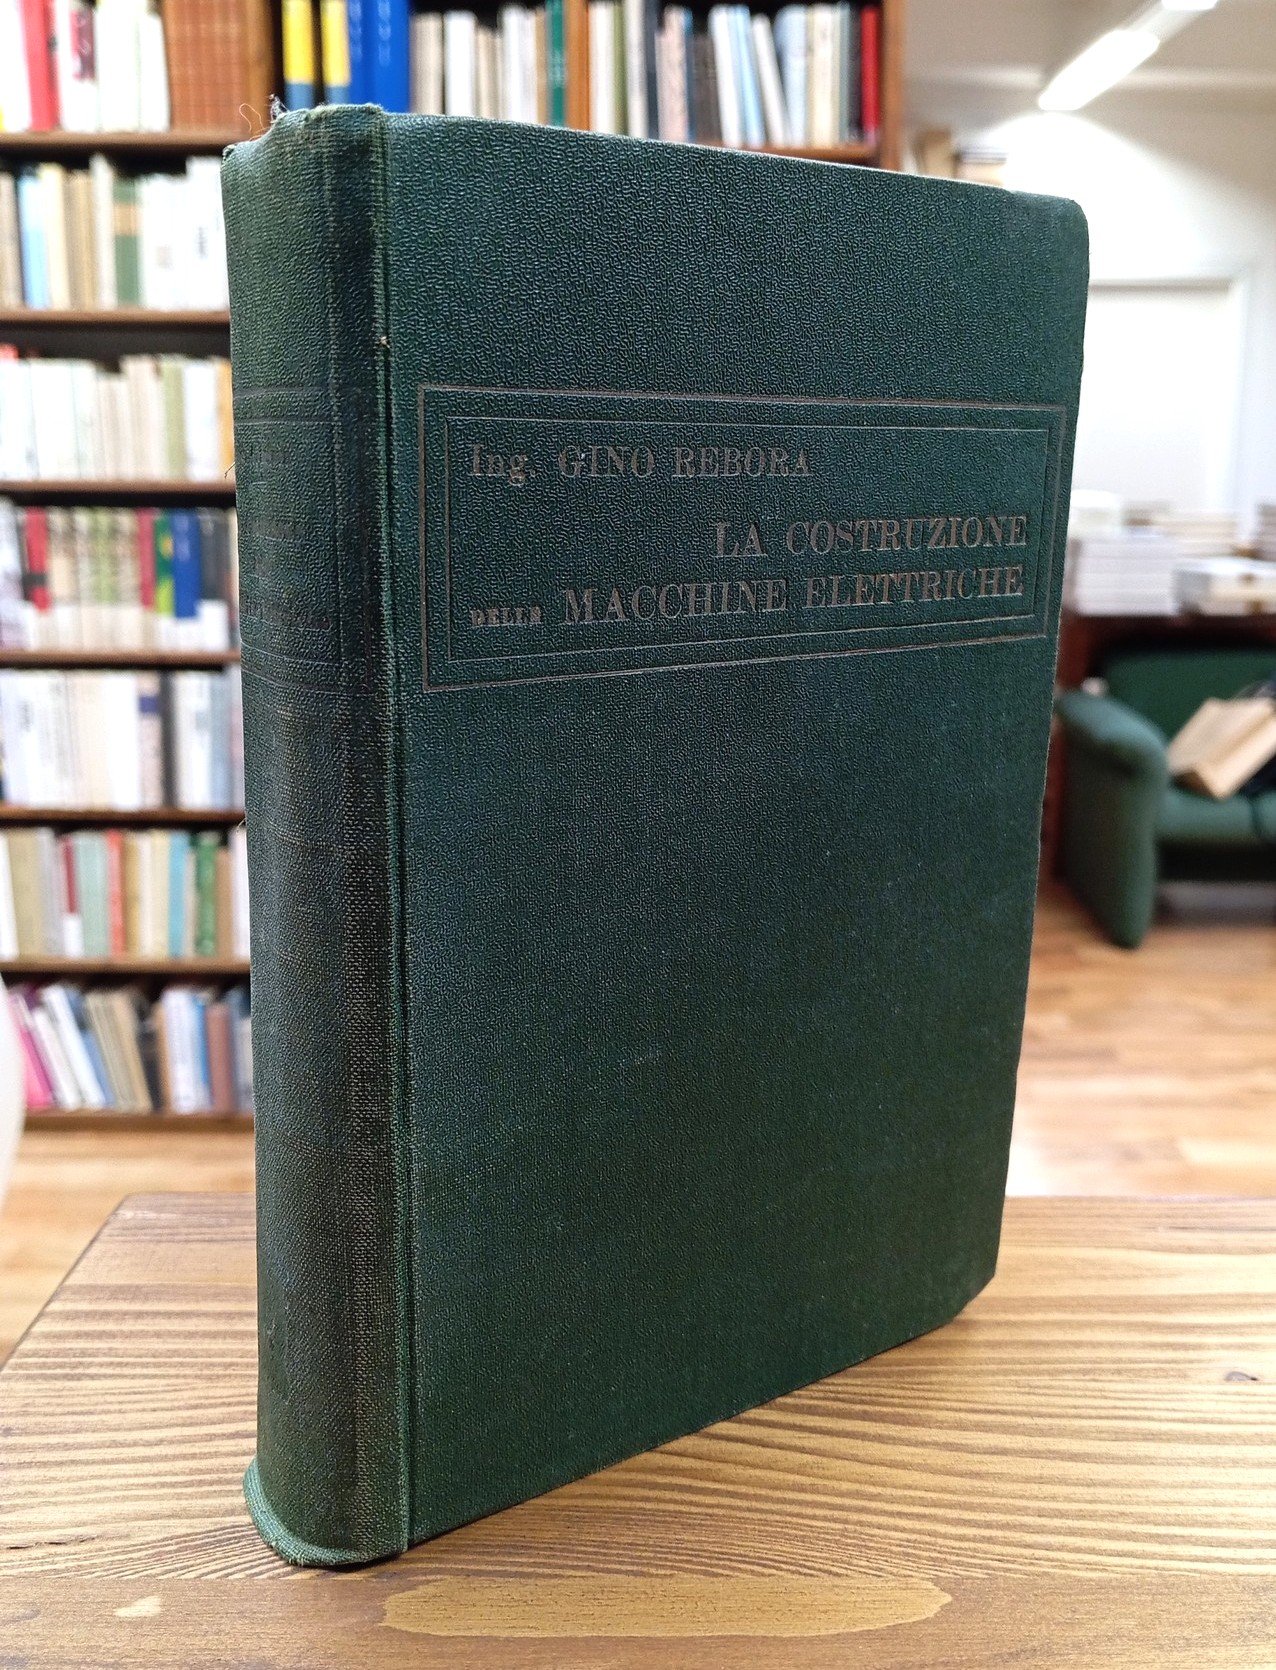 Ing. GINO REBORA
LA COSTRUZIONE
DELLE MACCHINE ELETTRICHE